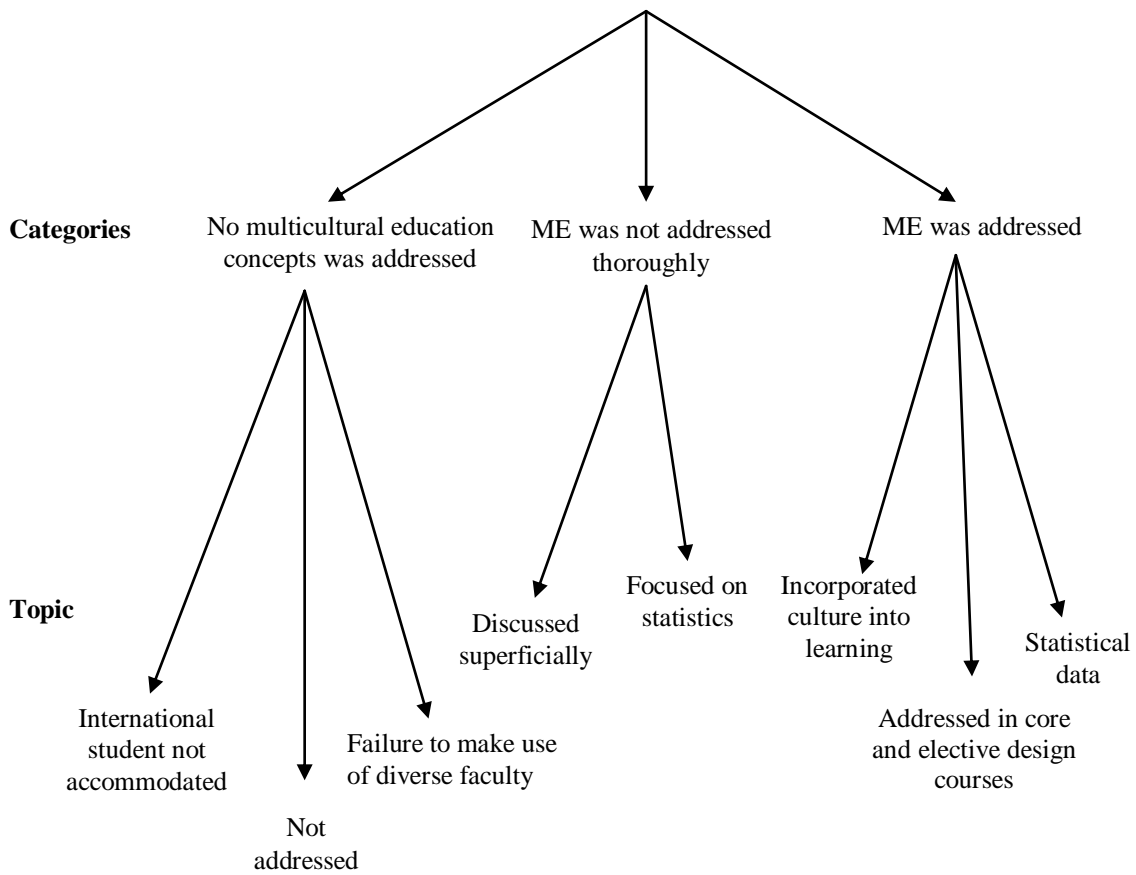 Categories
No multicultural education
concepts was addressed
ME was not addressed
thoroughly
ME was addressed
Topic
International
student not
accommodated
Not
addressed
Failure to make use
of diverse faculty
Discussed
superficially
Focused on
statistics
Incorporated
culture into
learning
Addressed in core
and elective design
courses
Statistical
data